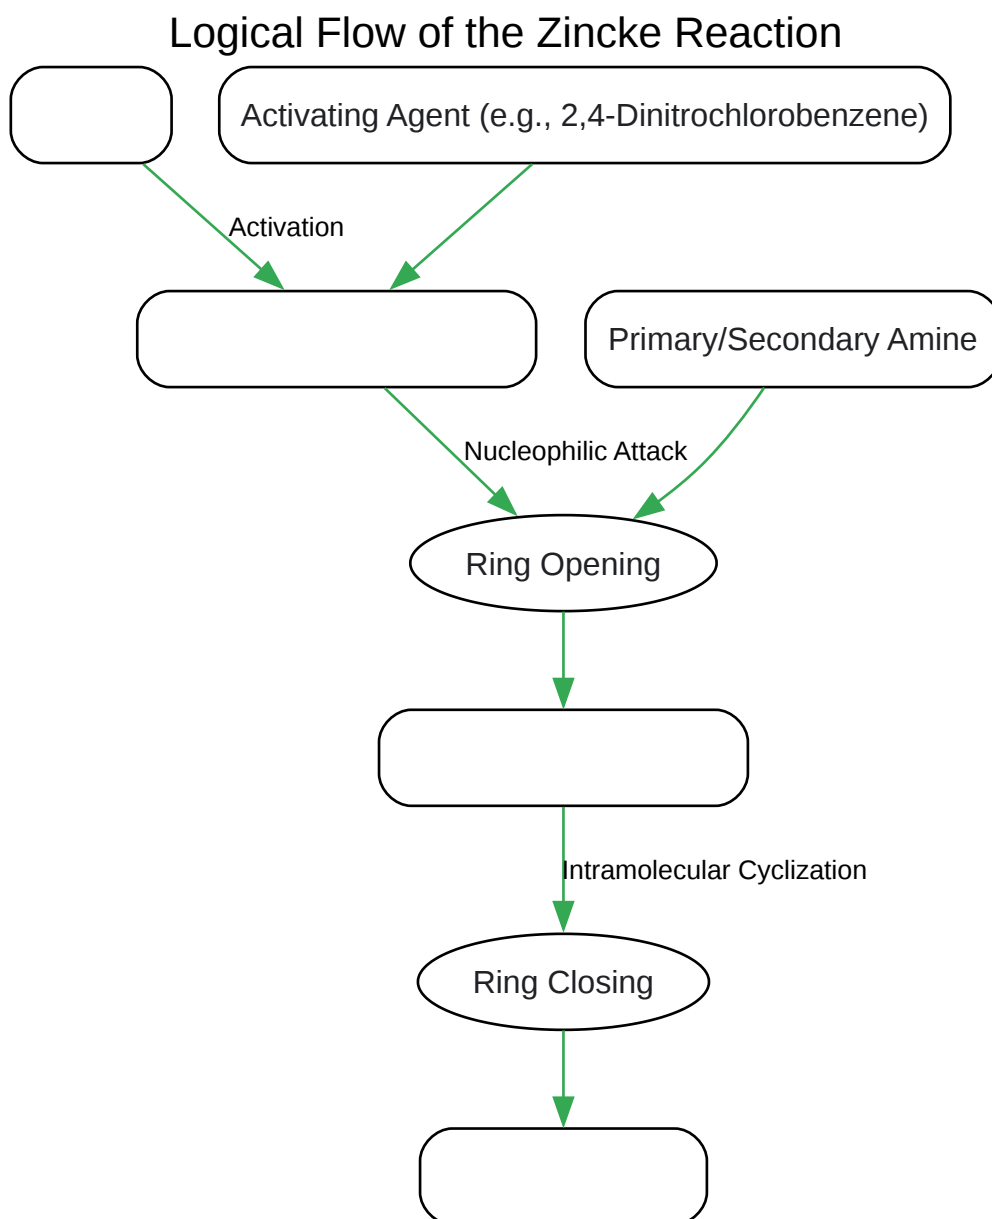 Logical Flow of the Zincke Reaction
Activating Agent (e.g., 2,4-Dinitrochlorobenzene)
Activation
Primary/Secondary Amine
Nucleophilic Attack
Ring Opening
Intramolecular Cyclization
Ring Closing